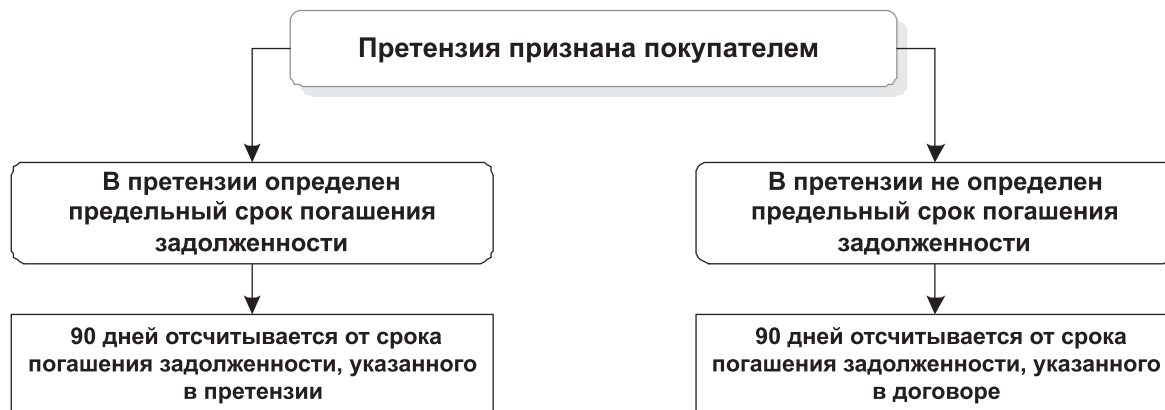 Претензия признана покупателем
В претензии определен
предельный срок погашения
задолженности
В претензии не определен
предельный срок погашения
задолженности
90 дней отсчитывается от срока
погашения задолженности, указанного
в претензии
90 дней отсчитывается от срока
погашения задолженности, указанного
в договоре